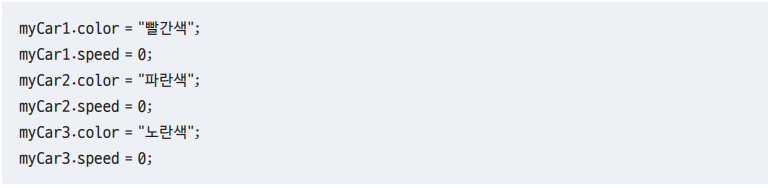 myCar1.color = "빨간색";
myCar1.speed = 0;
myCar2.color = "파란색";
myCar2.speed = 0;
myCar3.color = "노란색";
myCar3.speed = 0;